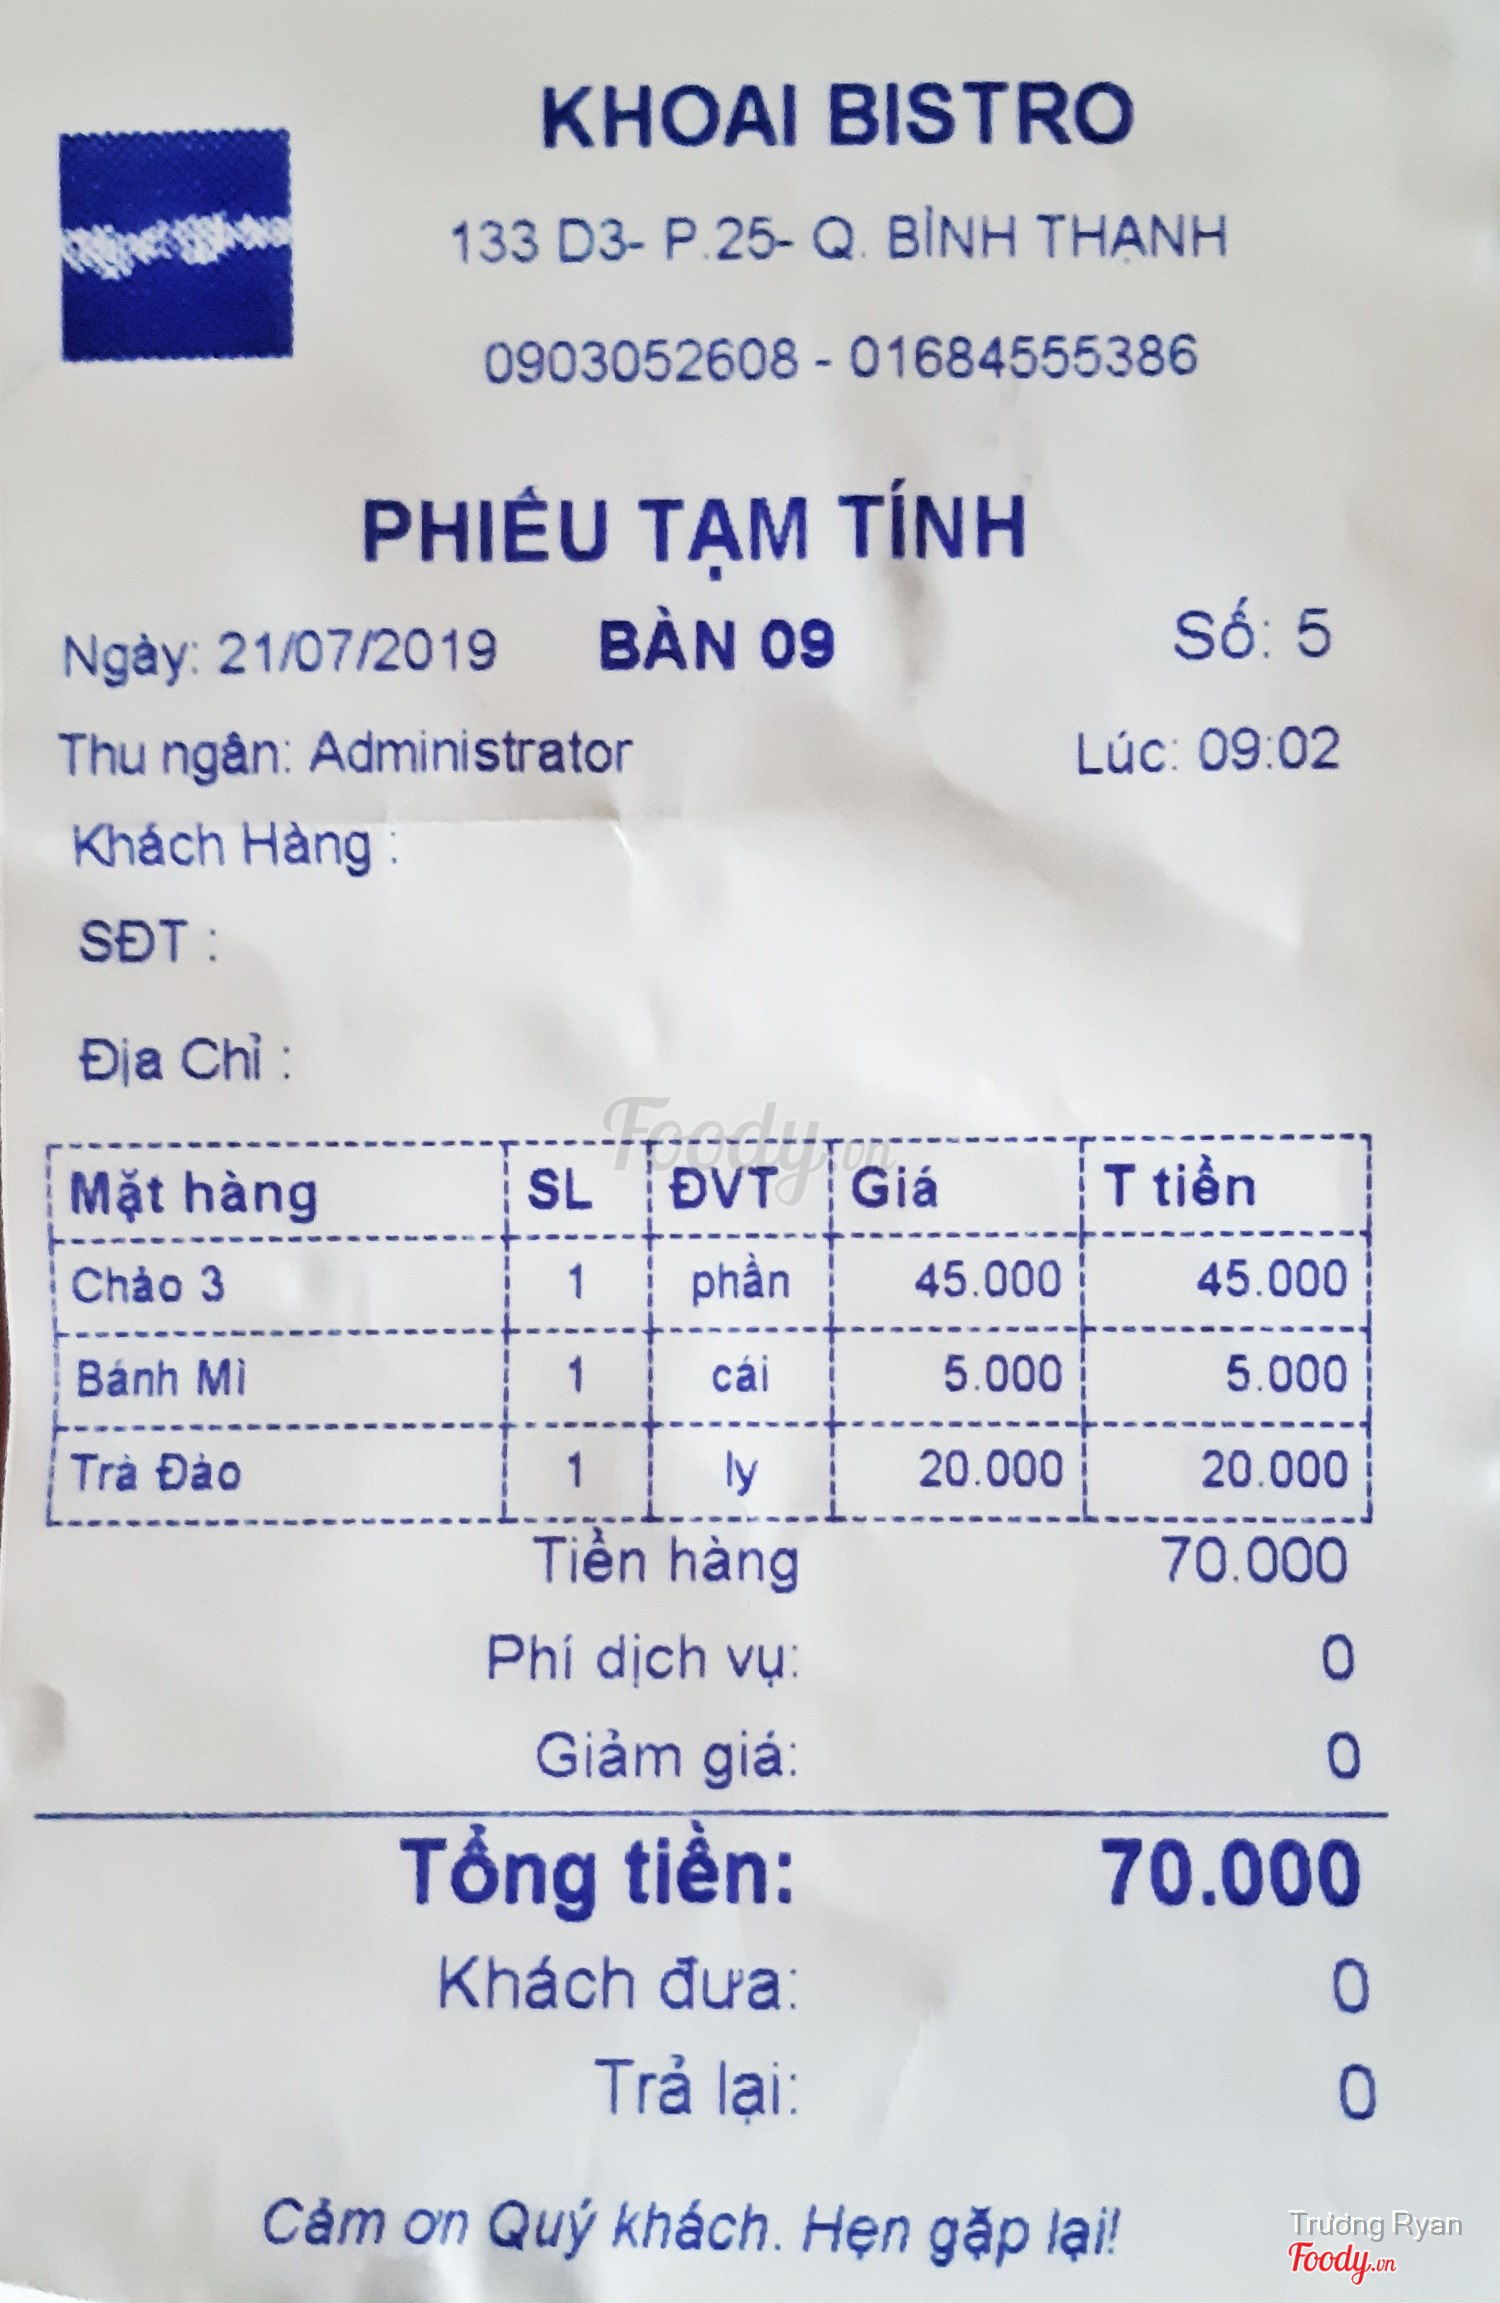 KHOAI BISTRO
133 D3- P.25- Q. BÌNH THẠNH
0903052608 - 01684555386
PHIẾU TẠM TÍNH
Ngày: 21/07/2019 BÀN 09 Số: 5
Thu ngân: Administrator Lúc: 09:02
Khách Hàng :
SĐT :
Địa Chỉ :
Foody.vn
Mặt hàng SL ĐVT Giá T tiền
Chảo 3 1 phần 45.000 45.000
Bánh Mì 1 cái 5.000 5.000
Trà Đào 1 ly 20.000 20.000
Tiền hàng 70.000
Phí dịch vụ: 0
Giảm giá: 0
Tổng tiền: 70.000
Khách đưa: 0
Trả lại: 0
Cảm ơn Quý khách. Hẹn gặp lại!
Trương Ryan
Foody.vn